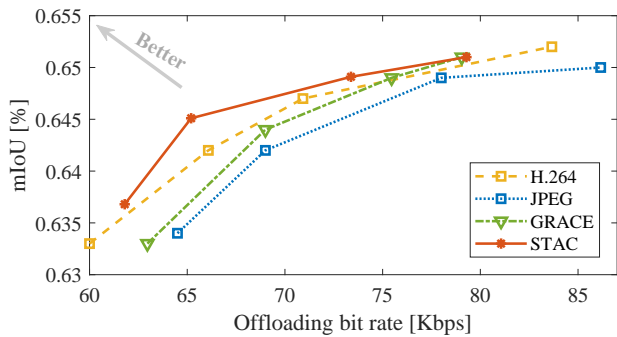 Better
mIoU [%]
0.655
0.65
0.645
0.64
0.635
0.63
H.264
JPEG
GRACE
STAC
60 65 70 75 80 85
Offloading bit rate [Kbps]